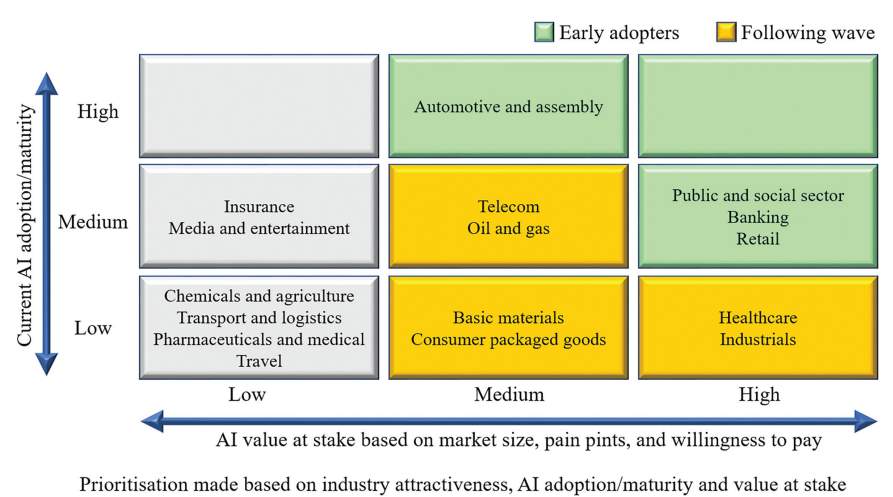 Early adopters
Following wave
Current AI adoption/maturity
High
Automotive and assembly
Medium
Insurance
Media and entertainment
Telecom
Oil and gas
Public and social sector
Banking
Retail
Low
Chemicals and agriculture
Transport and logistics
Pharmaceuticals and medical
Travel
Basic materials
Consumer packaged goods
Healthcare
Industrials
Low
Medium
High
AI value at stake based on market size, pain pints, and willingness to pay
Prioritisation made based on industry attractiveness, AI adoption/maturity and value at stake